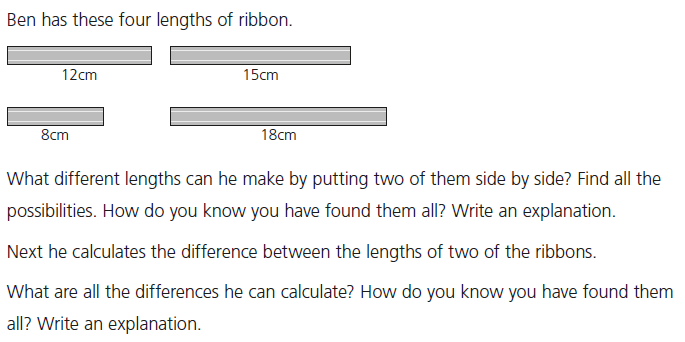 Ben has these four lengths of ribbon.
12cm 15cm
8cm 18cm
What different lengths can he make by putting two of them side by side? Find all the
possibilities. How do you know you have found them all? Write an explanation.
Next he calculates the difference between the lengths of two of the ribbons.
What are all the differences he can calculate? How do you know you have found them
all? Write an explanation.